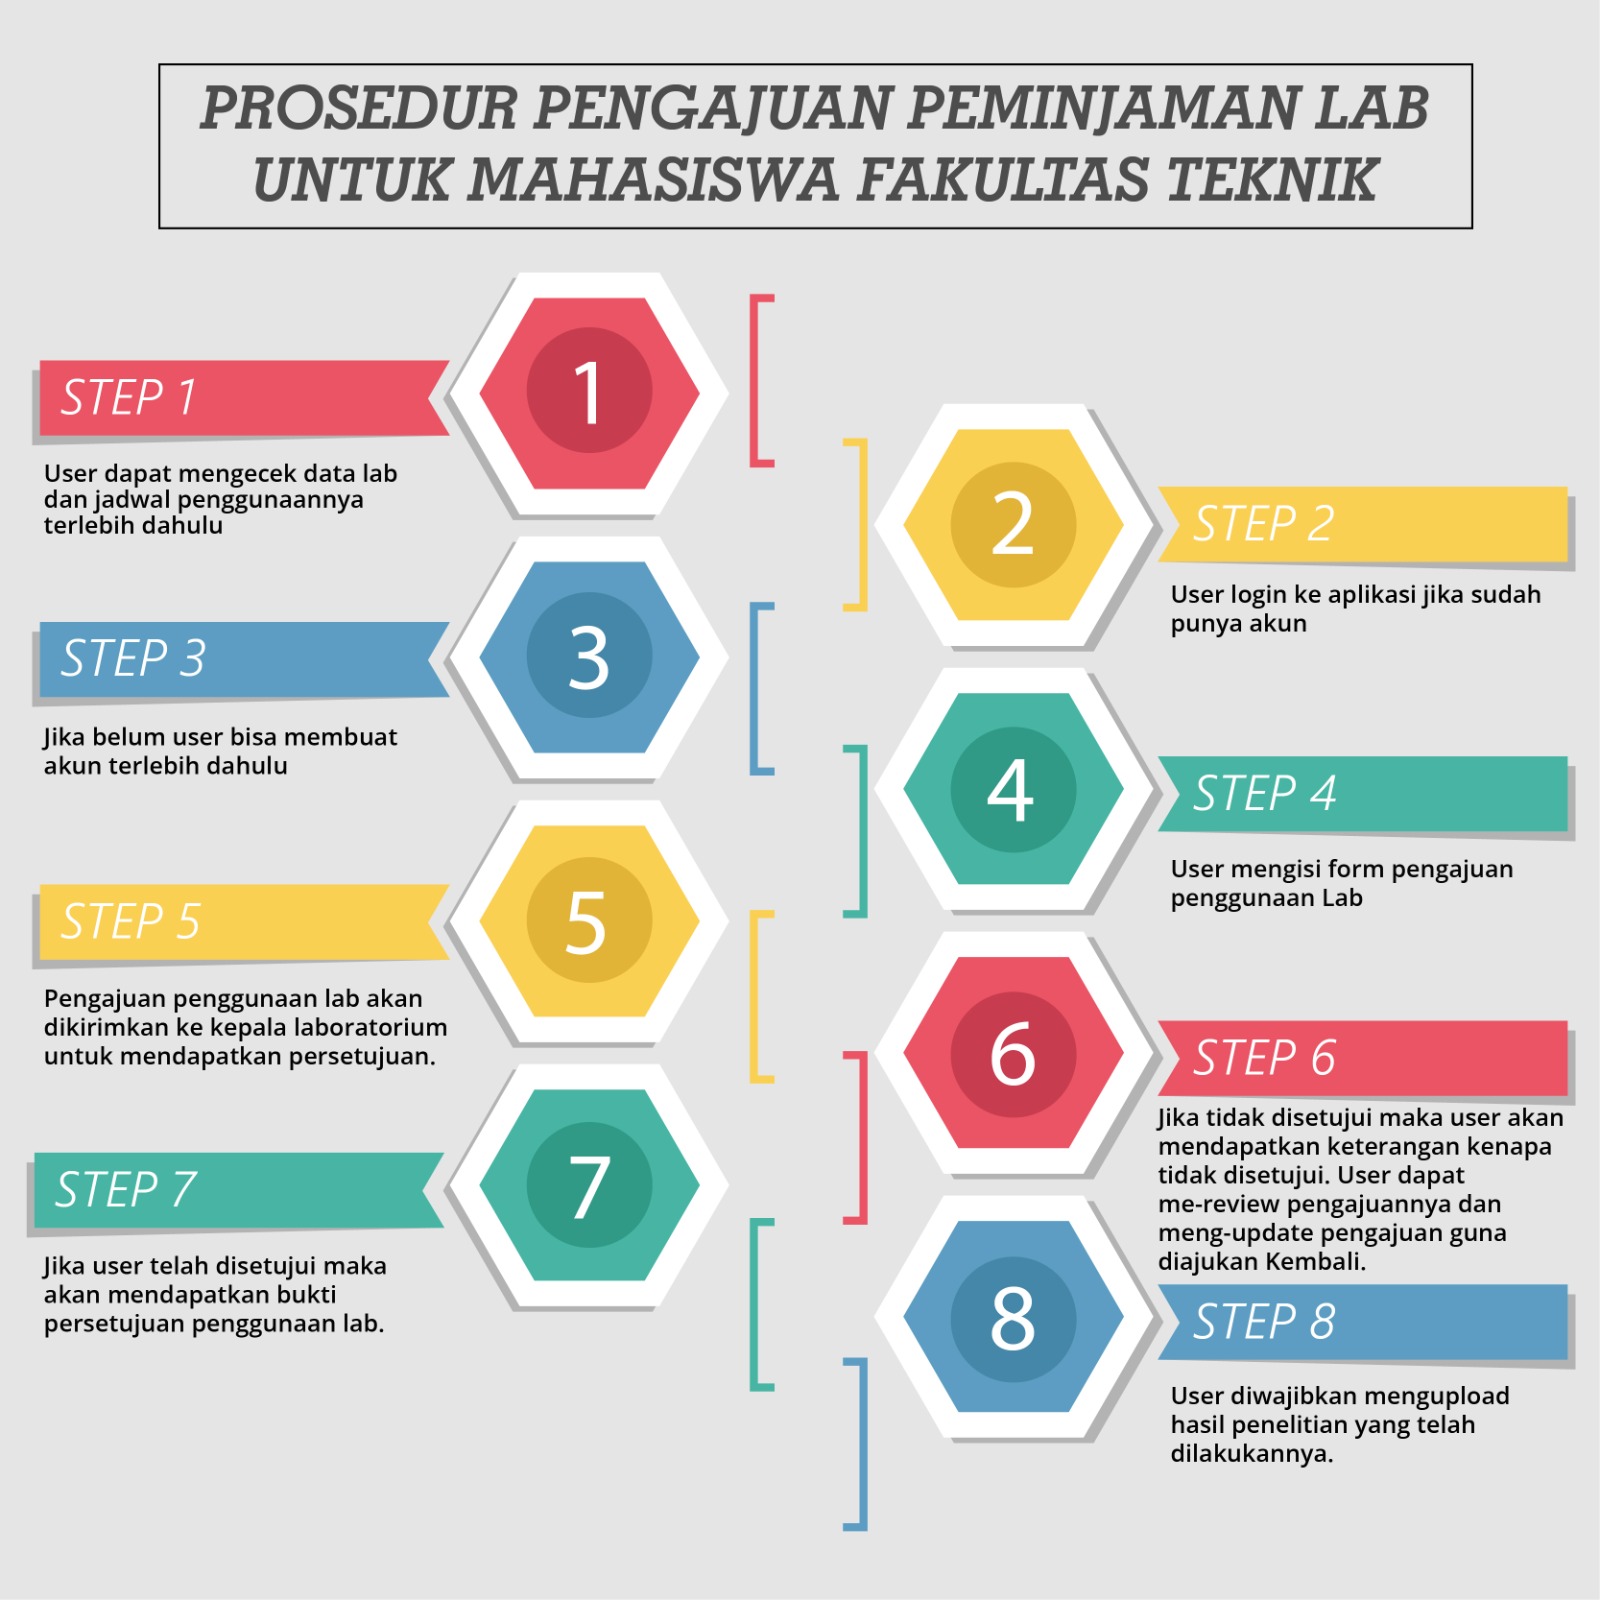 PROSEDUR PENGAJUAN PEMINJAMAN LAB
UNTUK MAHASISWA FAKULTAS TEKNIK
1
STEP 1
User dapat mengecek data lab
dan jadwal penggunaannya
terlebih dahulu
2
STEP 2
User login ke aplikasi jika sudah
punya akun
3
STEP 3
Jika belum user bisa membuat
akun terlebih dahulu
4
STEP 4
User mengisi form pengajuan
penggunaan Lab
5
STEP 5
Pengajuan penggunaan lab akan
dikirimkan ke kepala laboratorium
untuk mendapatkan persetujuan.
6
STEP 6
Jika tidak disetujui maka user akan
mendapatkan keterangan kenapa
tidak disetujui. User dapat
me-review pengajuannya dan
meng-update pengajuan guna
diajukan Kembali.
7
STEP 7
Jika user telah disetujui maka
akan mendapatkan bukti
persetujuan penggunaan lab.
8
STEP 8
User diwajibkan mengupload
hasil penelitian yang telah
dilakukannya.